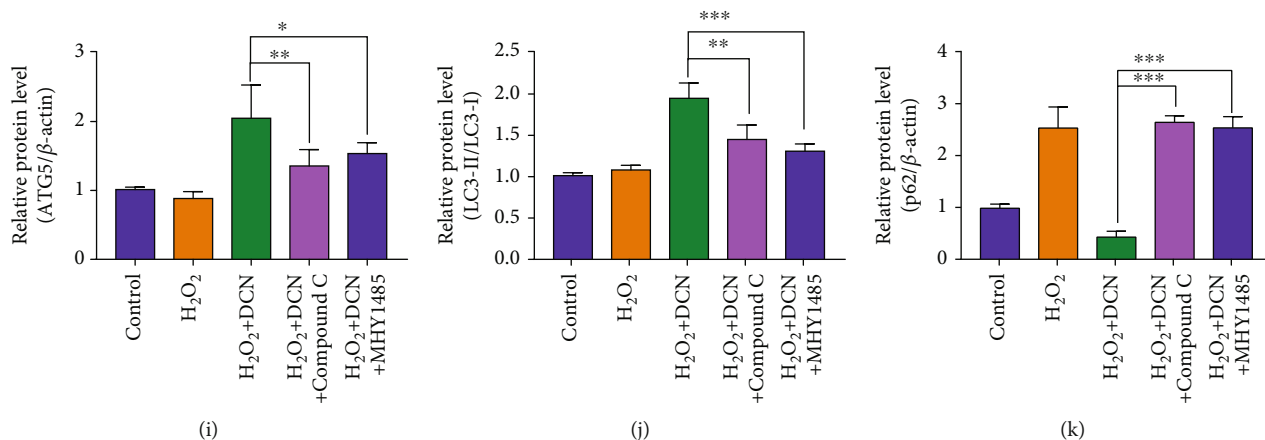 Relative protein level
(ATG5/β-actin)
3
2
1
0
*
**
Control
H₂O₂
H₂O₂+DCN
H₂O₂+DCN
+Compound C
H₂O₂+DCN
+MHY1485
(i)
Relative protein level
(LC3-II/LC3-I)
2.5
2.0
1.5
1.0
0.5
0.0
***
**
Control
H₂O₂
H₂O₂+DCN
H₂O₂+DCN
+Compound C
H₂O₂+DCN
+MHY1485
(j)
Relative protein level
(p62/β-actin)
4
3
2
1
0
***
***
Control
H₂O₂
H₂O₂+DCN
H₂O₂+DCN
+Compound C
H₂O₂+DCN
+MHY1485
(k)